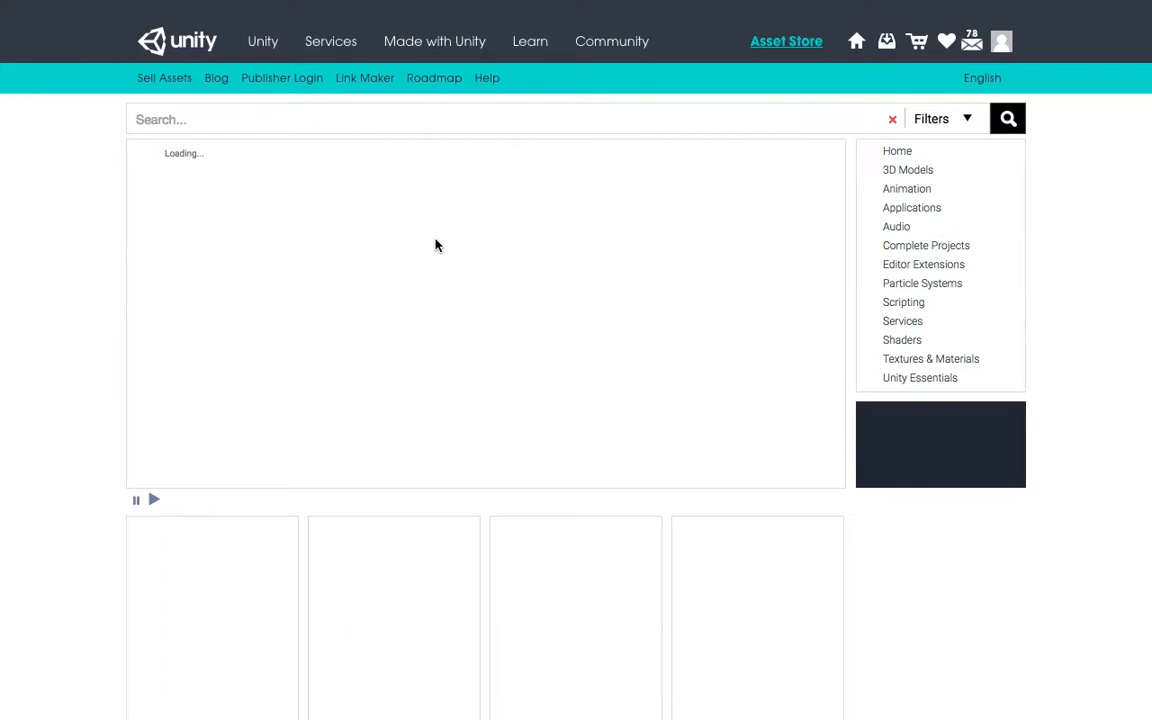 unity Unity Services Made with Unity Learn Community Asset Store 78
Sell Assets Blog Publisher Login Link Maker Roadmap Help English
Search... × Filters ▼
Loading...
Home
3D Models
Animation
Applications
Audio
Complete Projects
Editor Extensions
Particle Systems
Scripting
Services
Shaders
Textures & Materials
Unity Essentials